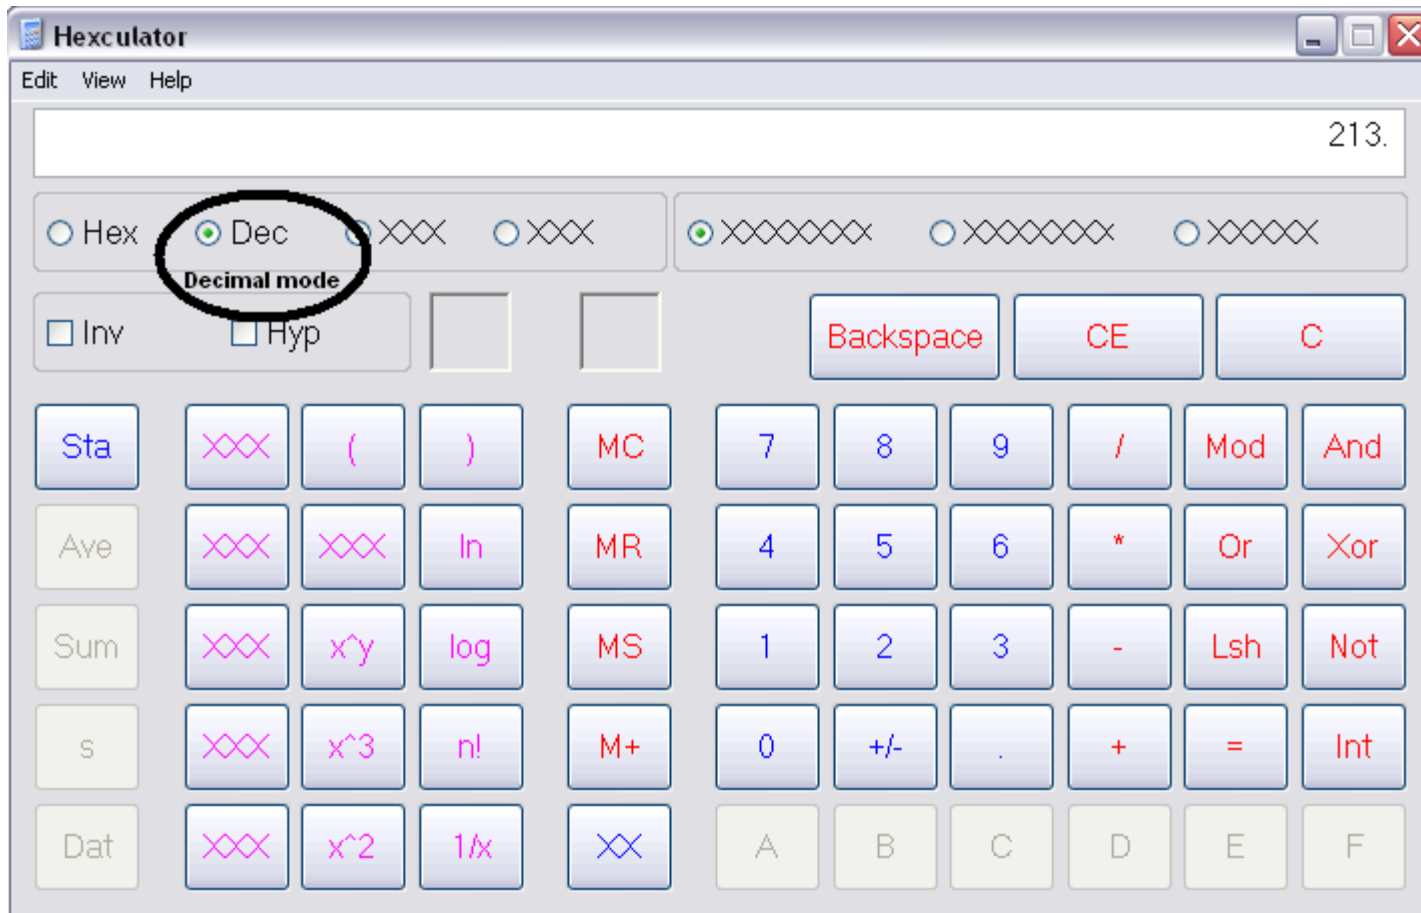 Hexculator
Edit View Help
213.
Hex Dec XXX XXX XXXXXXX XXXXXXX XXXXX
Decimal mode
Inv Hyp Backspace CE C
Sta XXX ( ) MC 7 8 9 / Mod And
Ave XXX XXX ln MR 4 5 6 * Or Xor
Sum XXX x^y log MS 1 2 3 - Lsh Not
s XXX x^3 n! M+ 0 +/- . + = Int
Dat XXX x^2 1/x XX A B C D E F